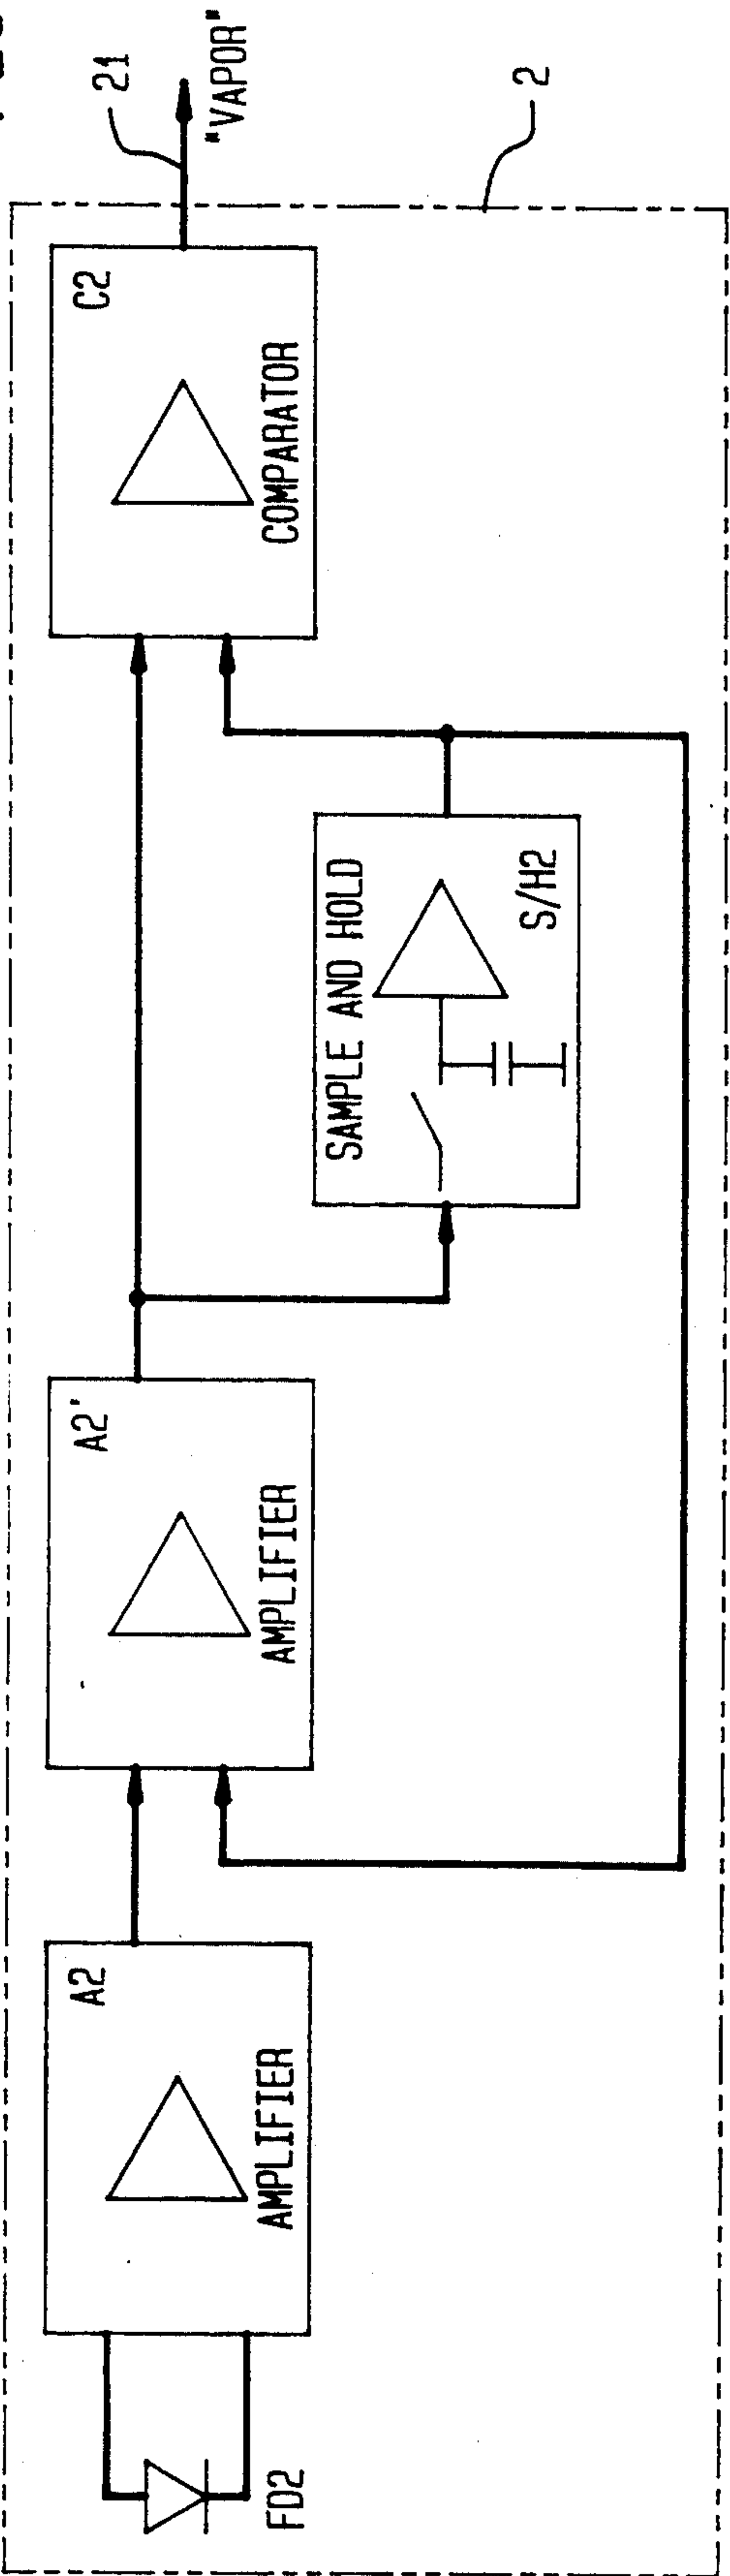 FD2
A2
AMPLIFIER
A2'
AMPLIFIER
SAMPLE AND HOLD
S/H2
C2
COMPARATOR
21
"VAPOR"
2